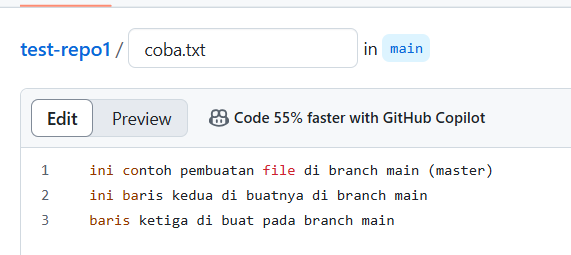 test-repo1 / coba.txt in main
Edit Preview Code 55% faster with GitHub Copilot
1 ini contoh pembuatan file di branch main (master)
2 ini baris kedua di buatnya di branch main
3 baris ketiga di buat pada branch main